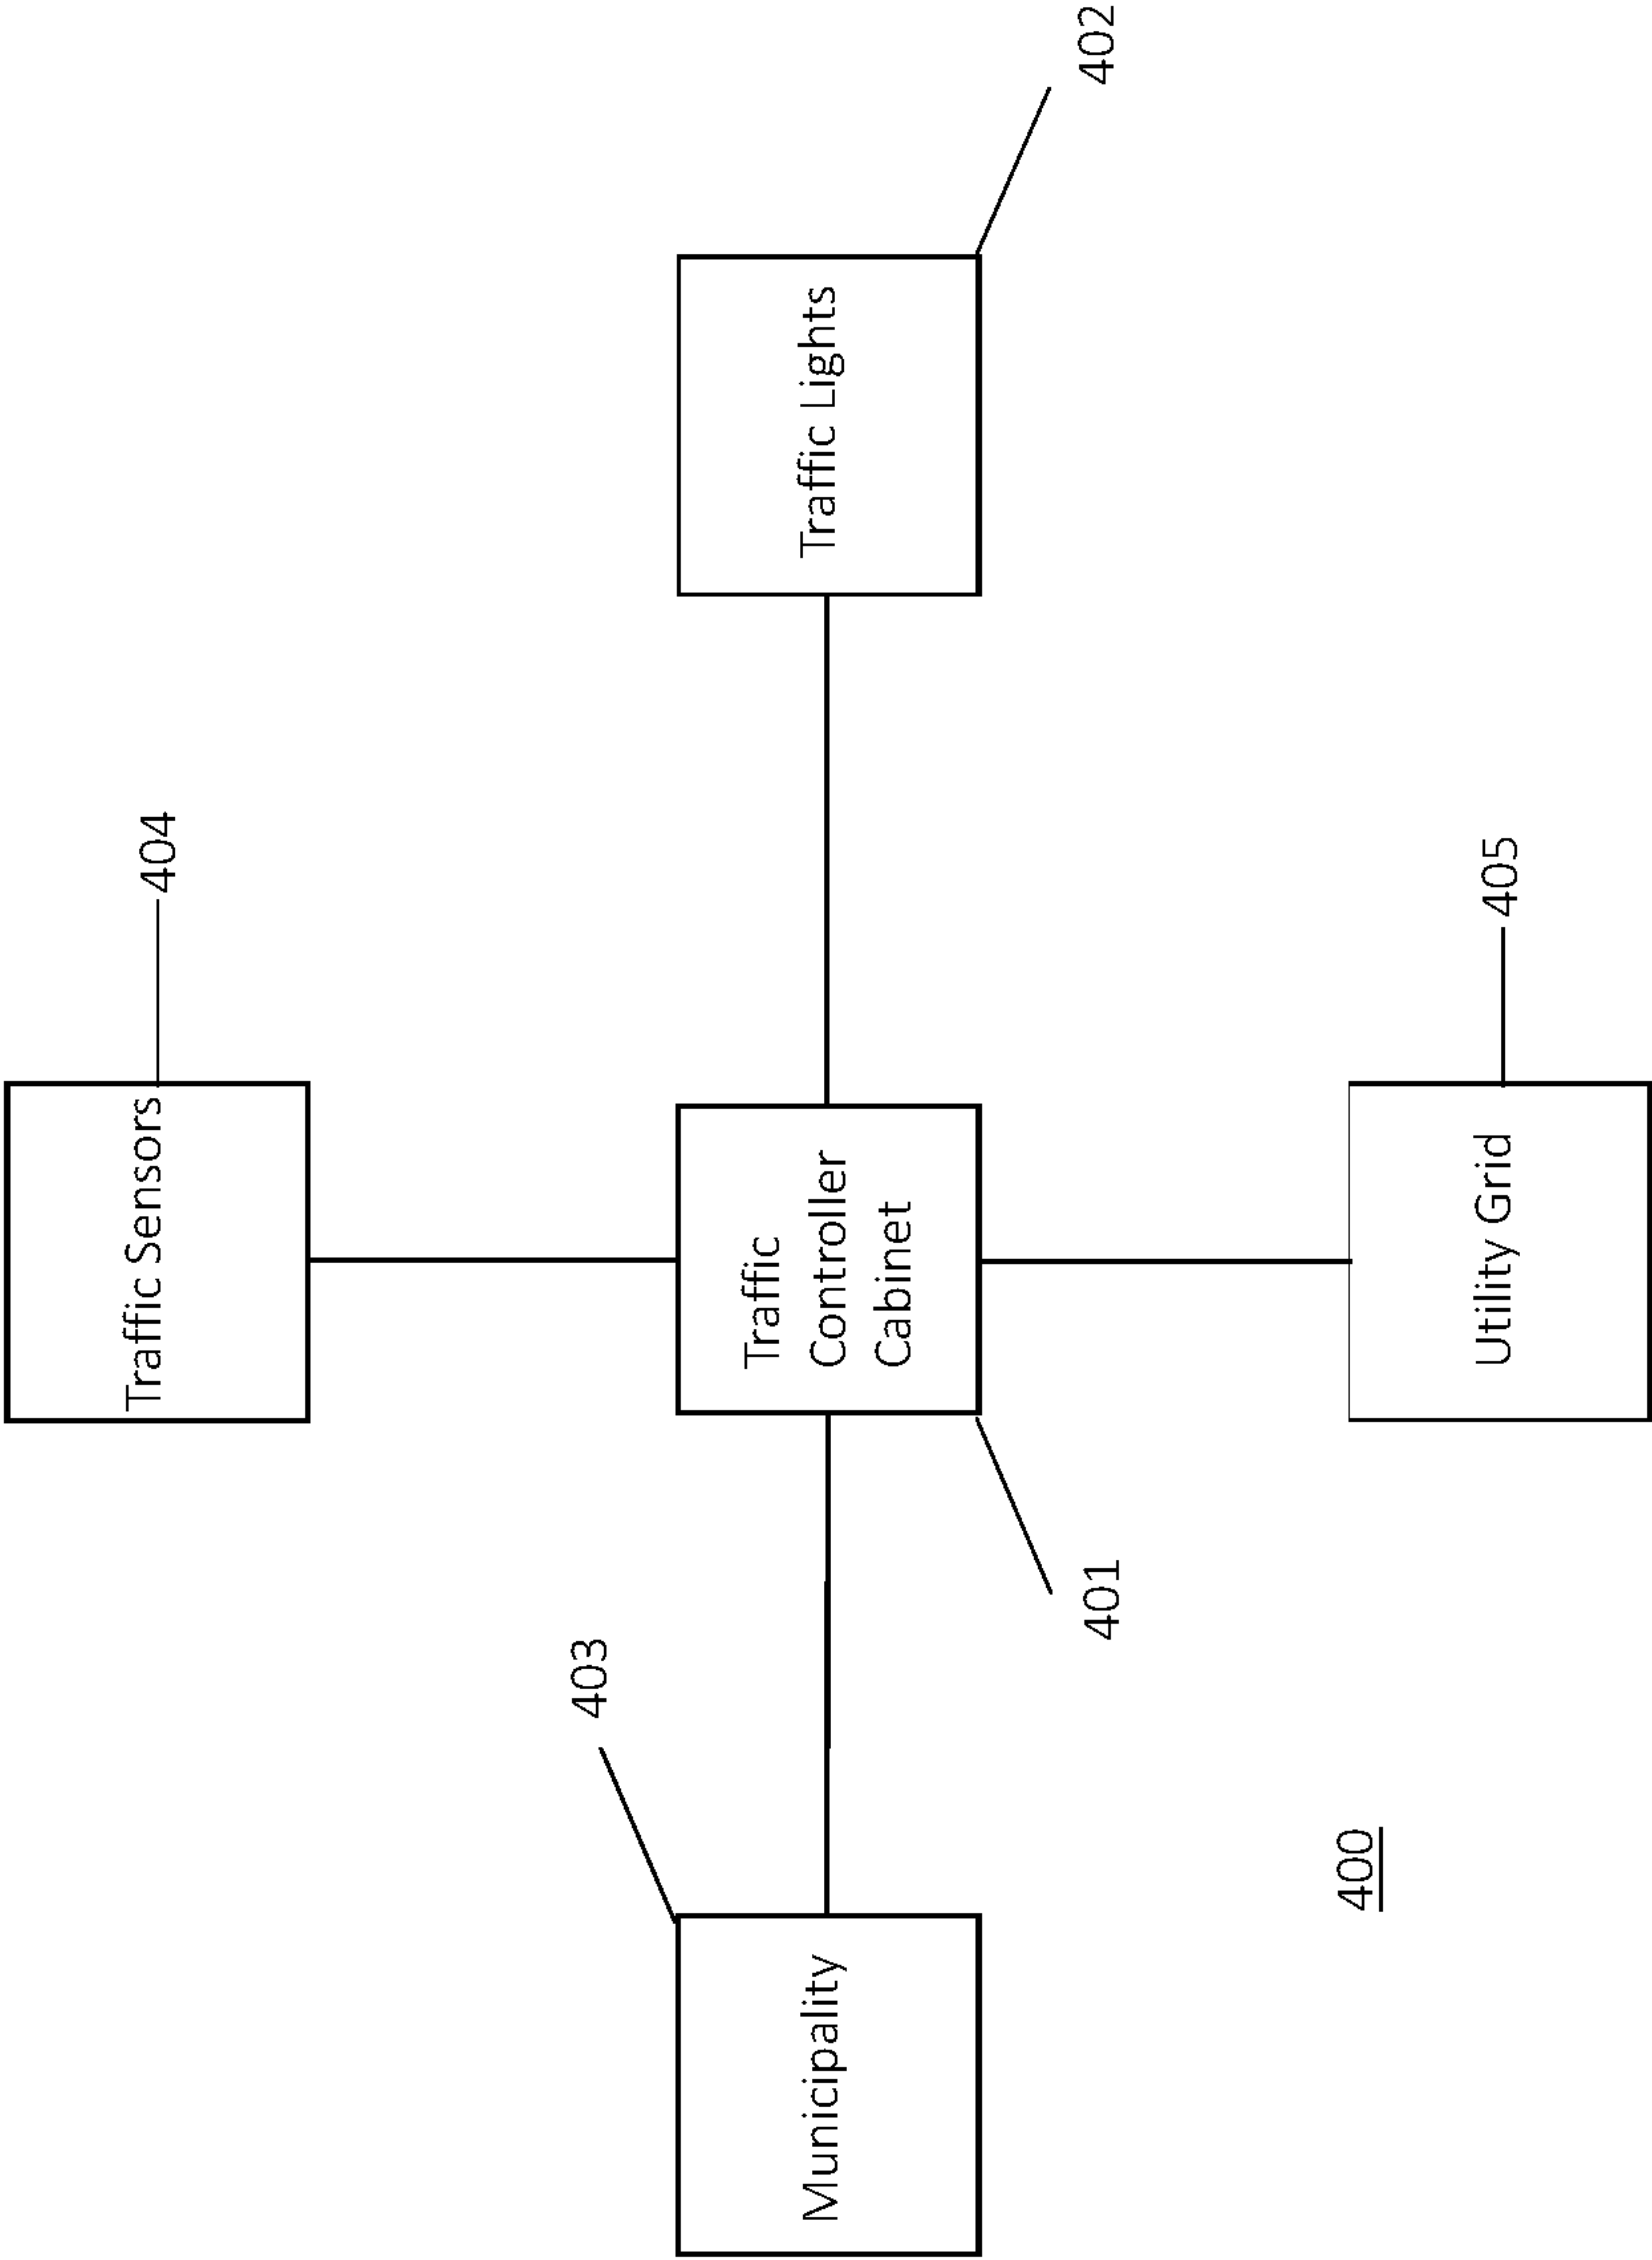 404
Traffic Sensors
403
Municipality
Traffic
Controller
Cabinet
Traffic Lights
401
402
400
Utility Grid
405